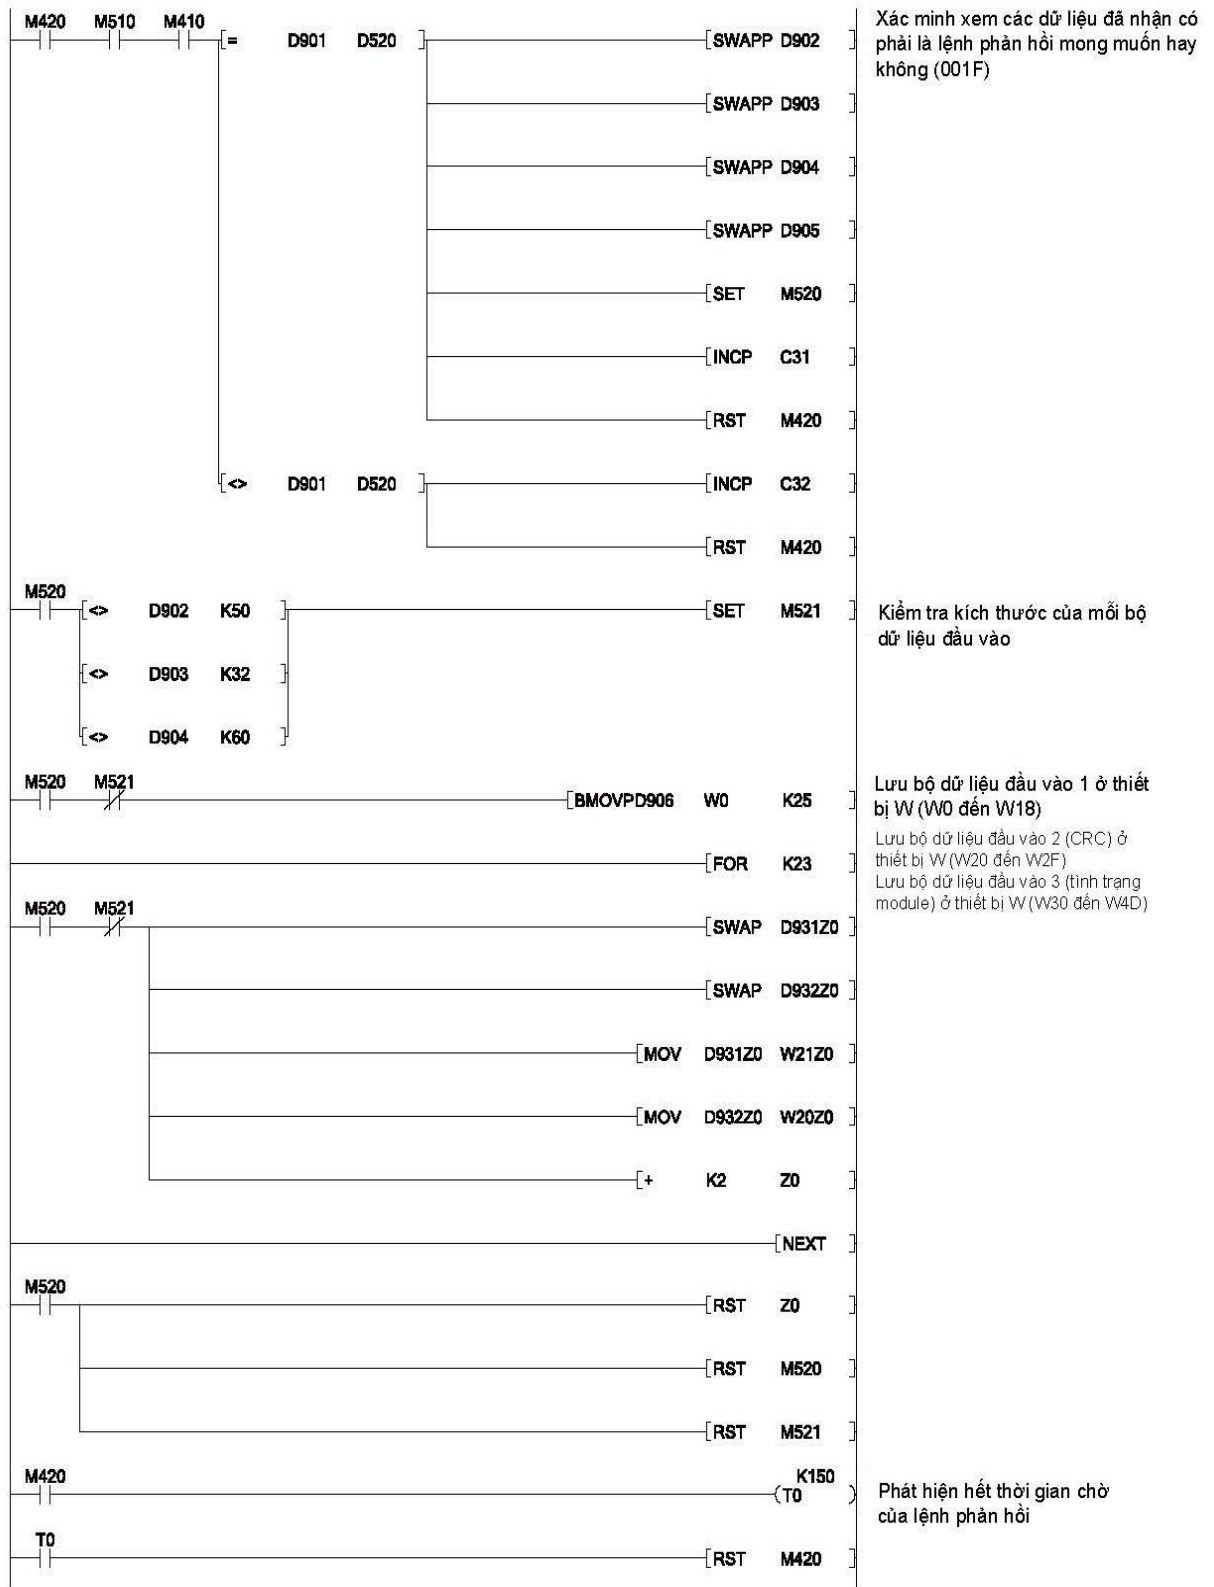 M420 M510 M410
[= D901 D520 ] [SWAPP D902 ] Xác minh xem các dữ liệu đã nhận có
phải là lệnh phản hồi mong muốn hay
không (001F)
[SWAPP D903 ]
[SWAPP D904 ]
[SWAPP D905 ]
[SET M520 ]
[INCP C31 ]
[RST M420 ]
[<> D901 D520 ] [INCP C32 ]
[RST M420 ]
M520
[<> D902 K50 ] [SET M521 ] Kiểm tra kích thước của mỗi bộ
dữ liệu đầu vào
[<> D903 K32 ]
[<> D904 K60 ]
M520 M521
[BMOVPD906 W0 K25 ] Lưu bộ dữ liệu đầu vào 1 ở thiết
bị W (W0 đến W18)
Lưu bộ dữ liệu đầu vào 2 (CRC) ở
thiết bị W (W20 đến W2F)
Lưu bộ dữ liệu đầu vào 3 (tình trạng
module) ở thiết bị W (W30 đến W4D)
[FOR K23 ]
M520 M521
[SWAP D931Z0 ]
[SWAP D932Z0 ]
[MOV D931Z0 W21Z0 ]
[MOV D932Z0 W20Z0 ]
[+ K2 Z0 ]
[NEXT ]
M520
[RST Z0 ]
[RST M520 ]
[RST M521 ]
M420 K150
(T0 ) Phát hiện hết thời gian chờ
của lệnh phản hồi
T0
[RST M420 ]